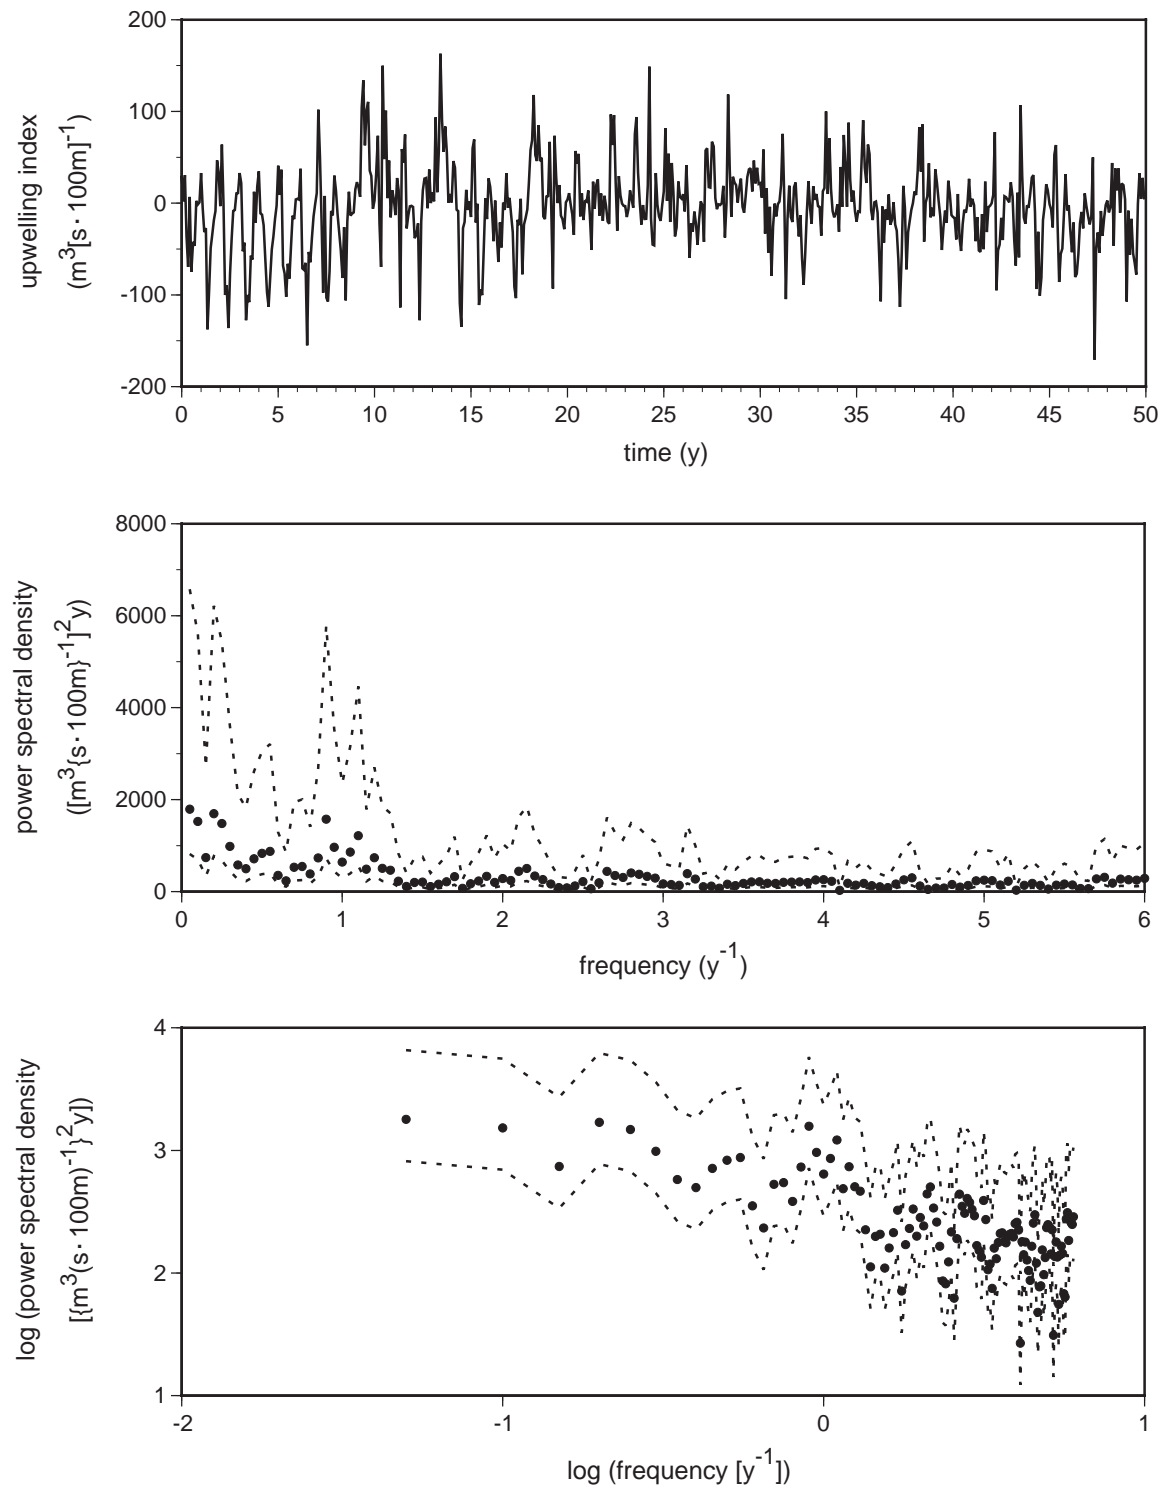 200
100
0
-100
-200
upwelling index
(m3[s· 100m]-1)
0 5 10 15 20 25 30 35 40 45 50
time (y)
8000
6000
4000
2000
0
power spectral density
([m3{s· 100m}-1]2y)
0 1 2 3 4 5 6
frequency (y-1)
4
3
2
1
log (power spectral density
[{m3(s· 100m)-1}2y])
-2 -1 0 1
log (frequency [y-1])